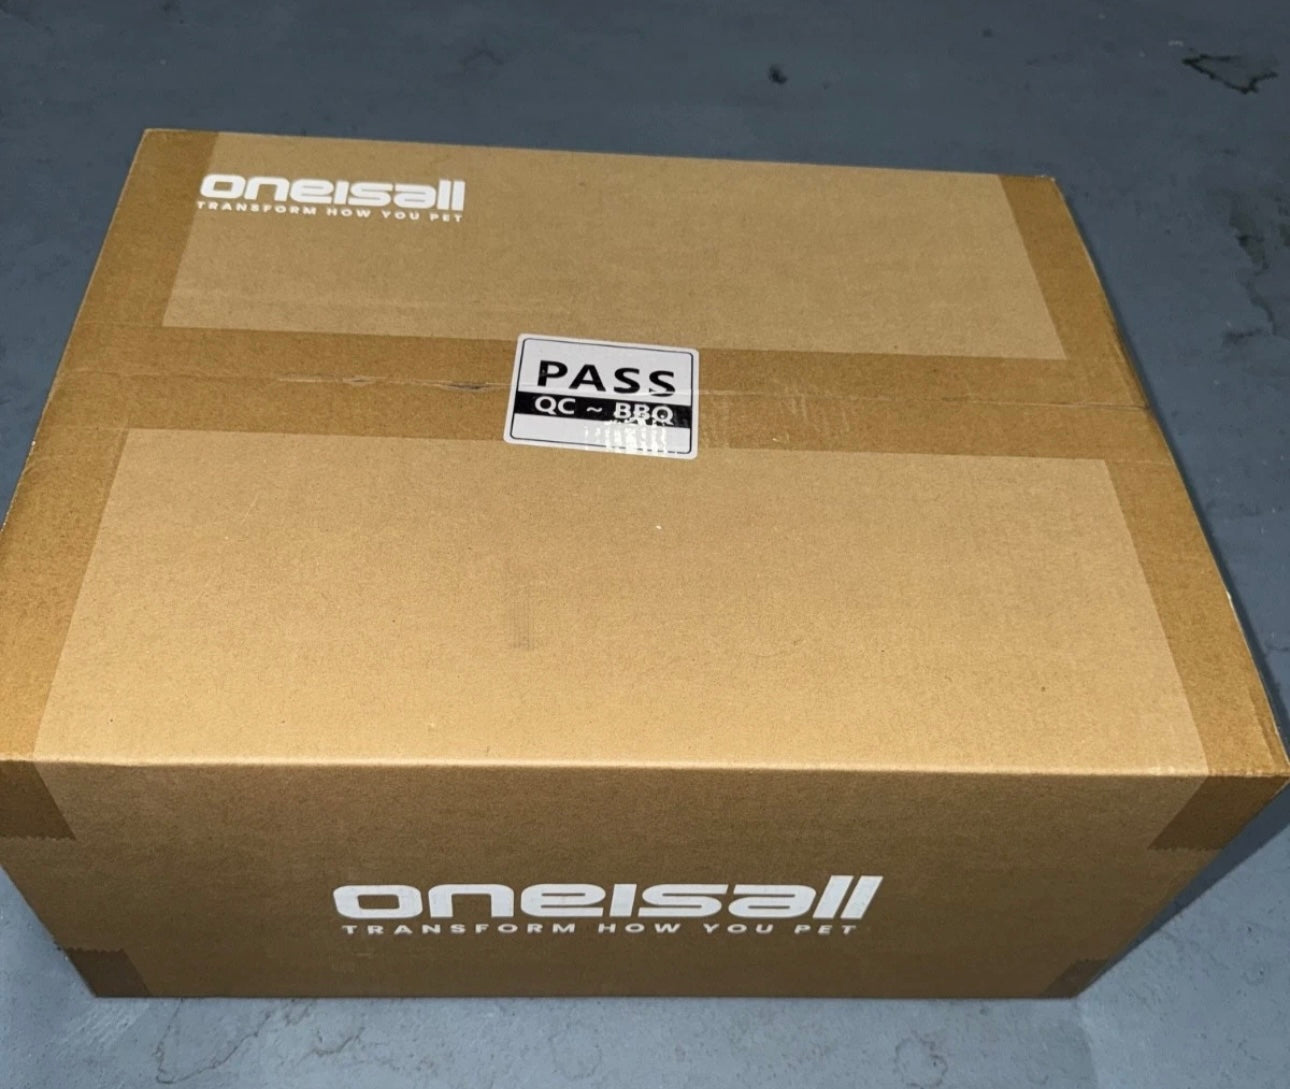 oneisall
TRANSFORM HOW YOU PET
PASS
QC ~ BBQ
oneisall
TRANSFORM HOW YOU PET